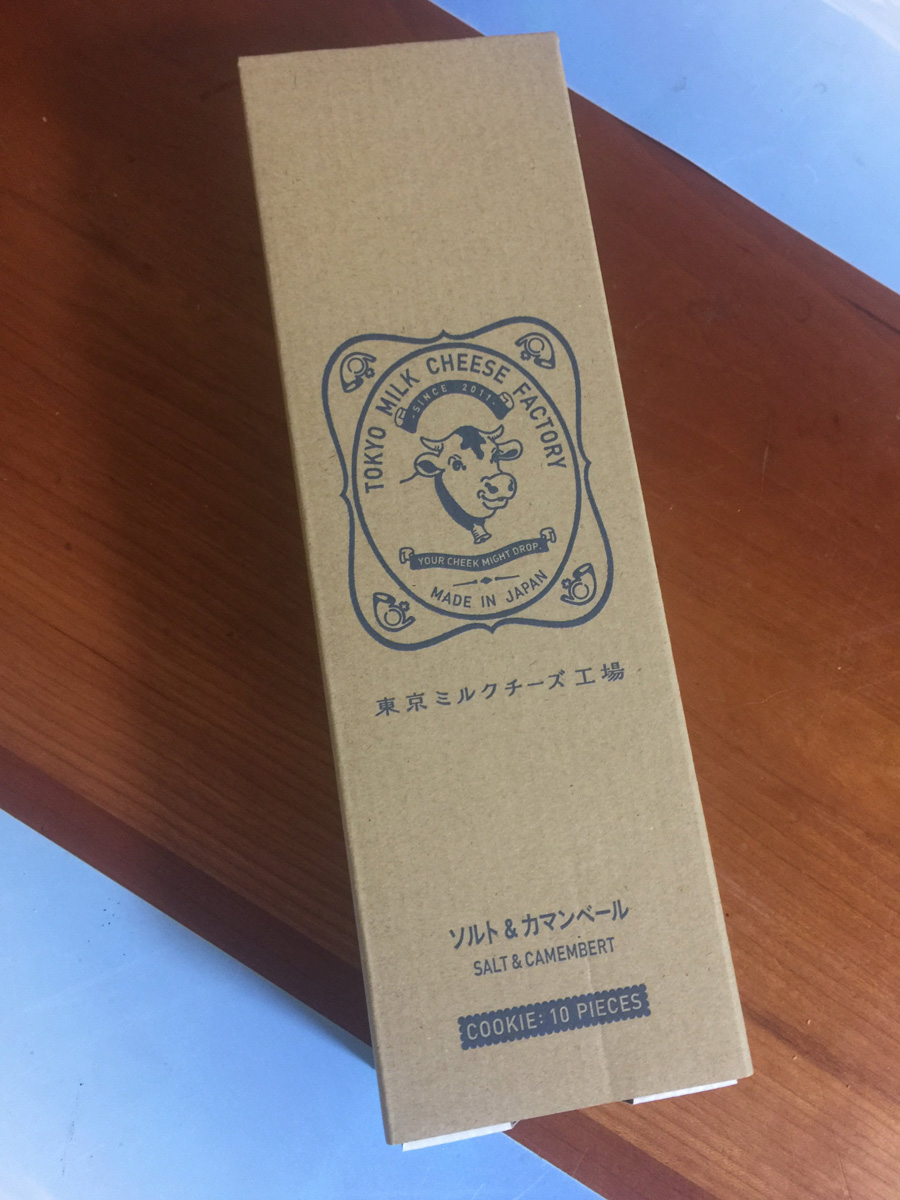 TOKYO MILK CHEESE FACTORY
-SINCE 2011-
YOUR CHEEK MIGHT DROP.
MADE IN JAPAN
東京ミルクチーズ工場
ソルト&カマンベール
SALT & CAMEMBERT
COOKIE: 10 PIECES